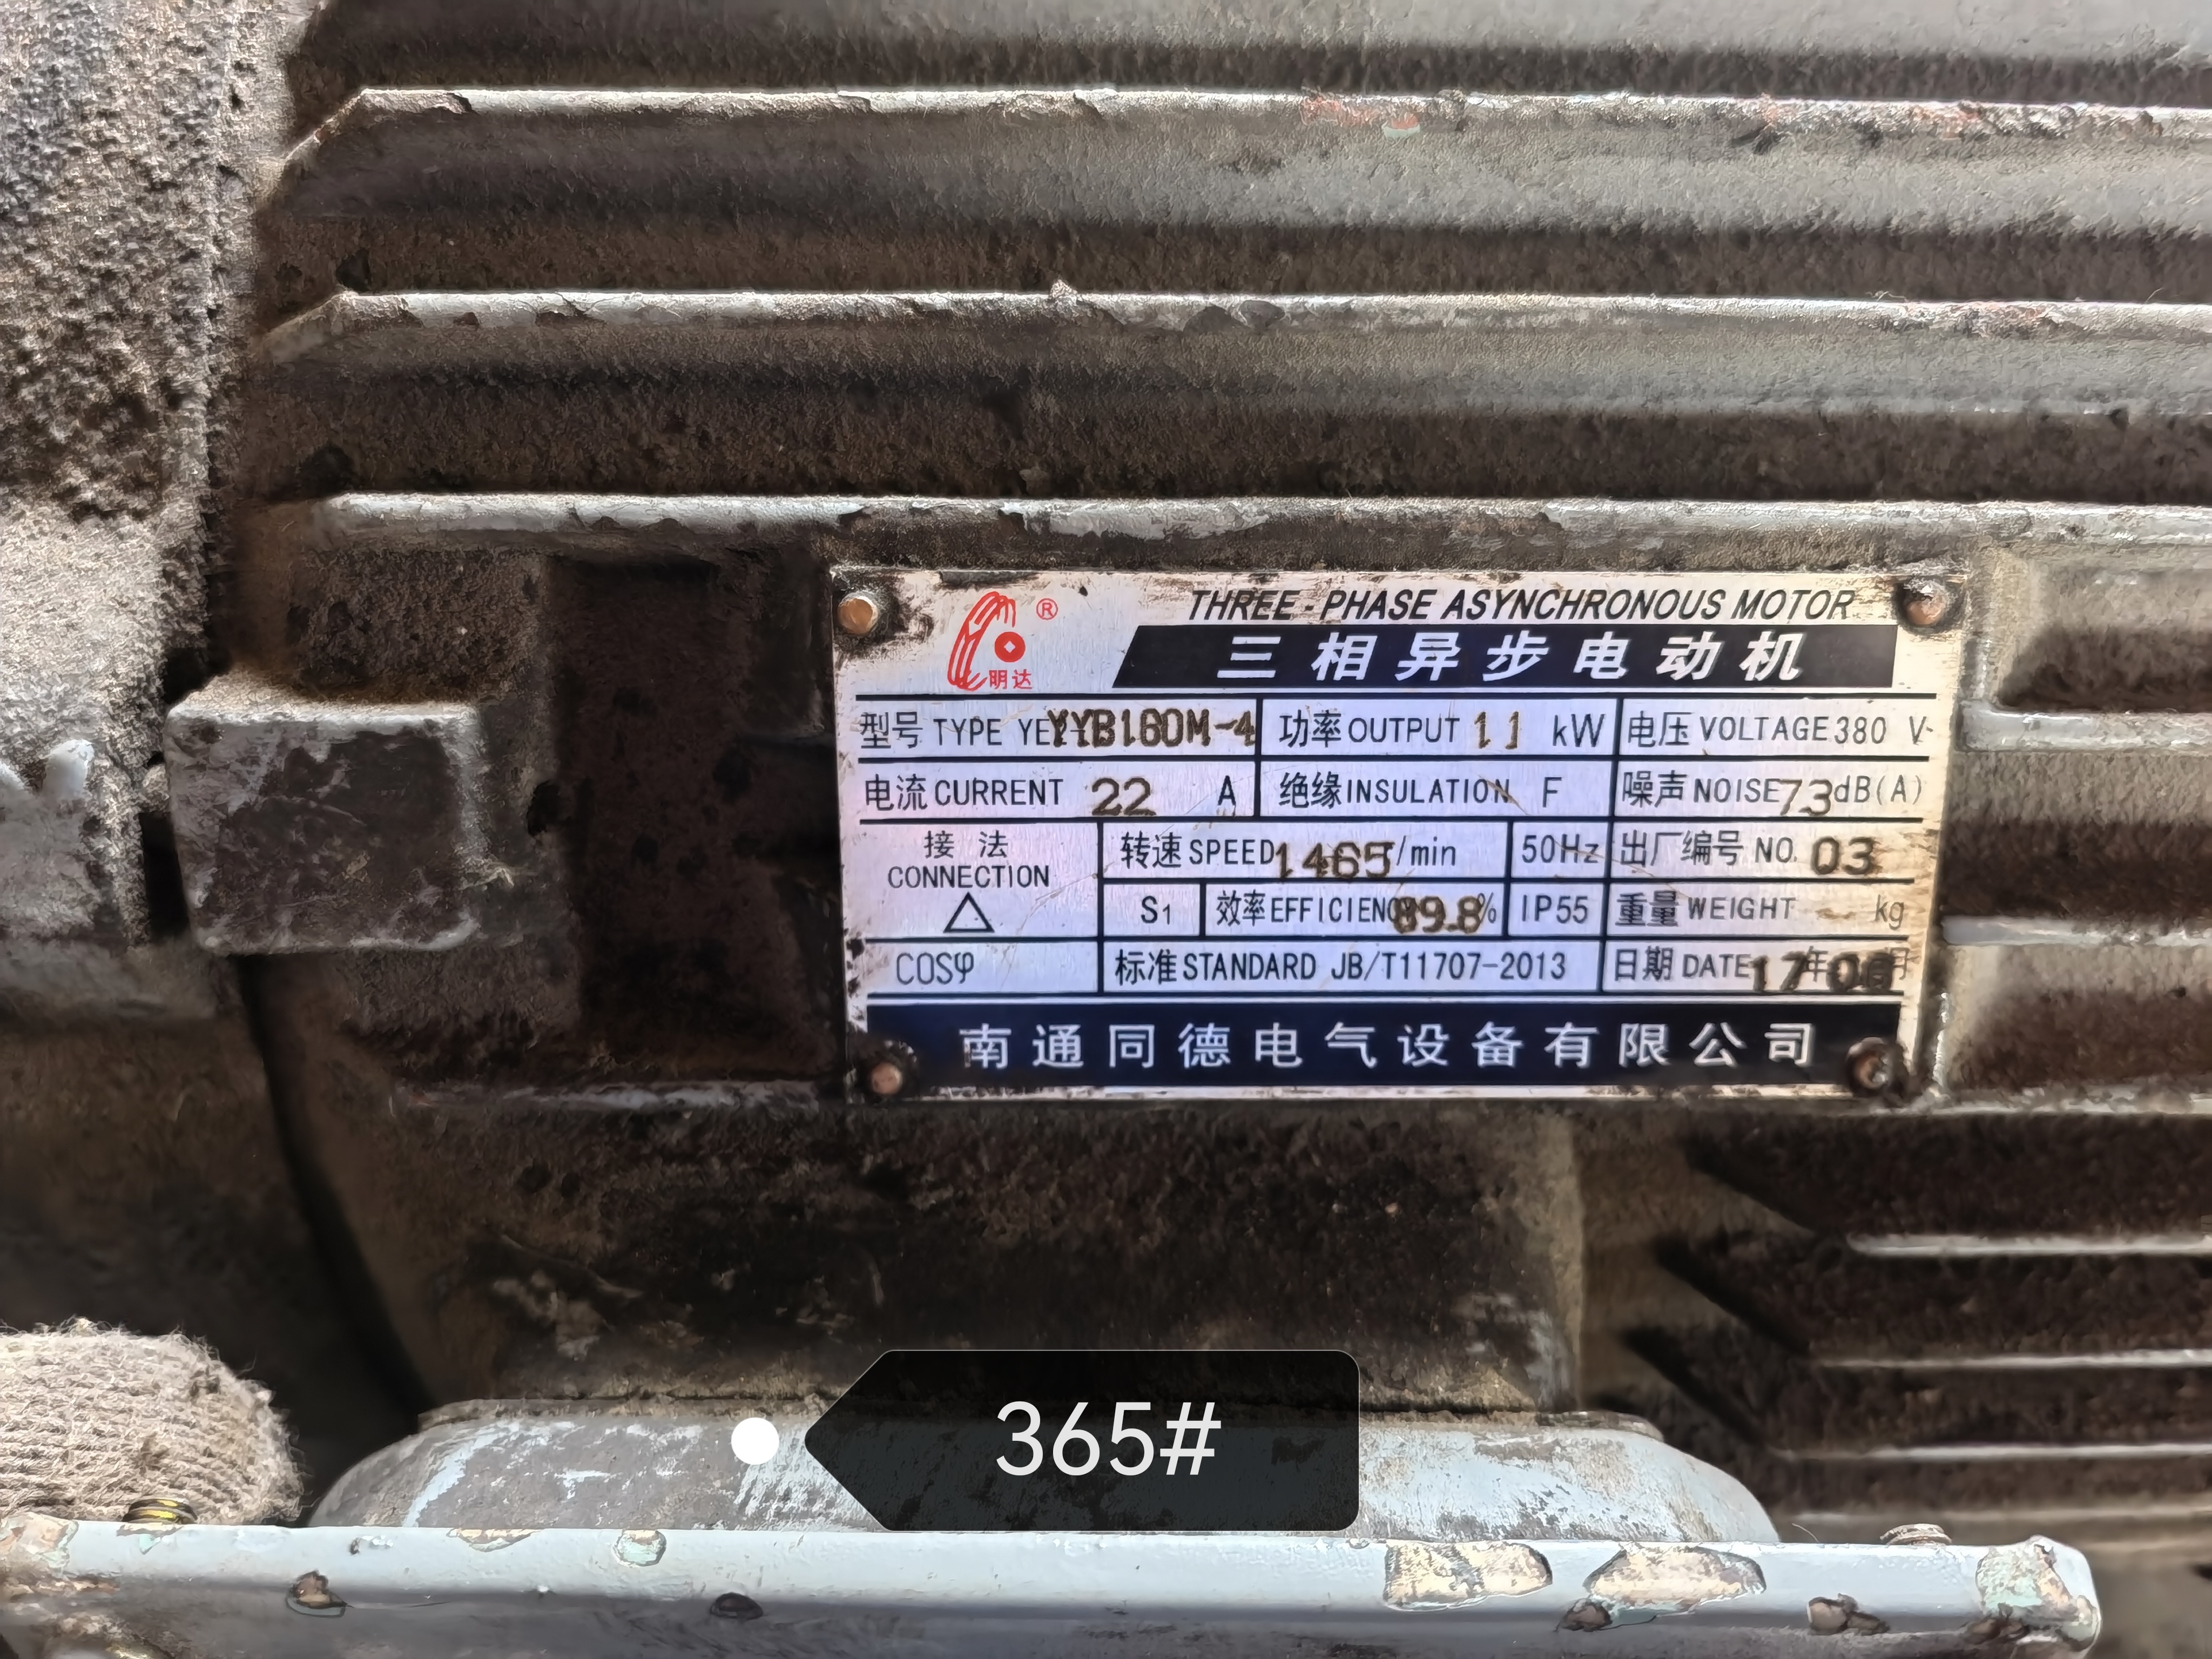 ®
明达
THREE-PHASE ASYNCHRONOUS MOTOR
三相异步电动机
型号 TYPE YYB160M-4 功率 OUTPUT 11 kW 电压 VOLTAGE 380 V
电流 CURRENT 22 A 绝缘 INSULATION F 噪声 NOISE 73 dB(A)
接法 CONNECTION △
转速 SPEED 1465 r/min 50Hz 出厂编号 NO. 03
S1 效率 EFFICIENCY 89.8% IP55 重量 WEIGHT kg
COSφ 标准 STANDARD JB/T11707-2013 日期 DATE 17年 月
南通同德电气设备有限公司
365#